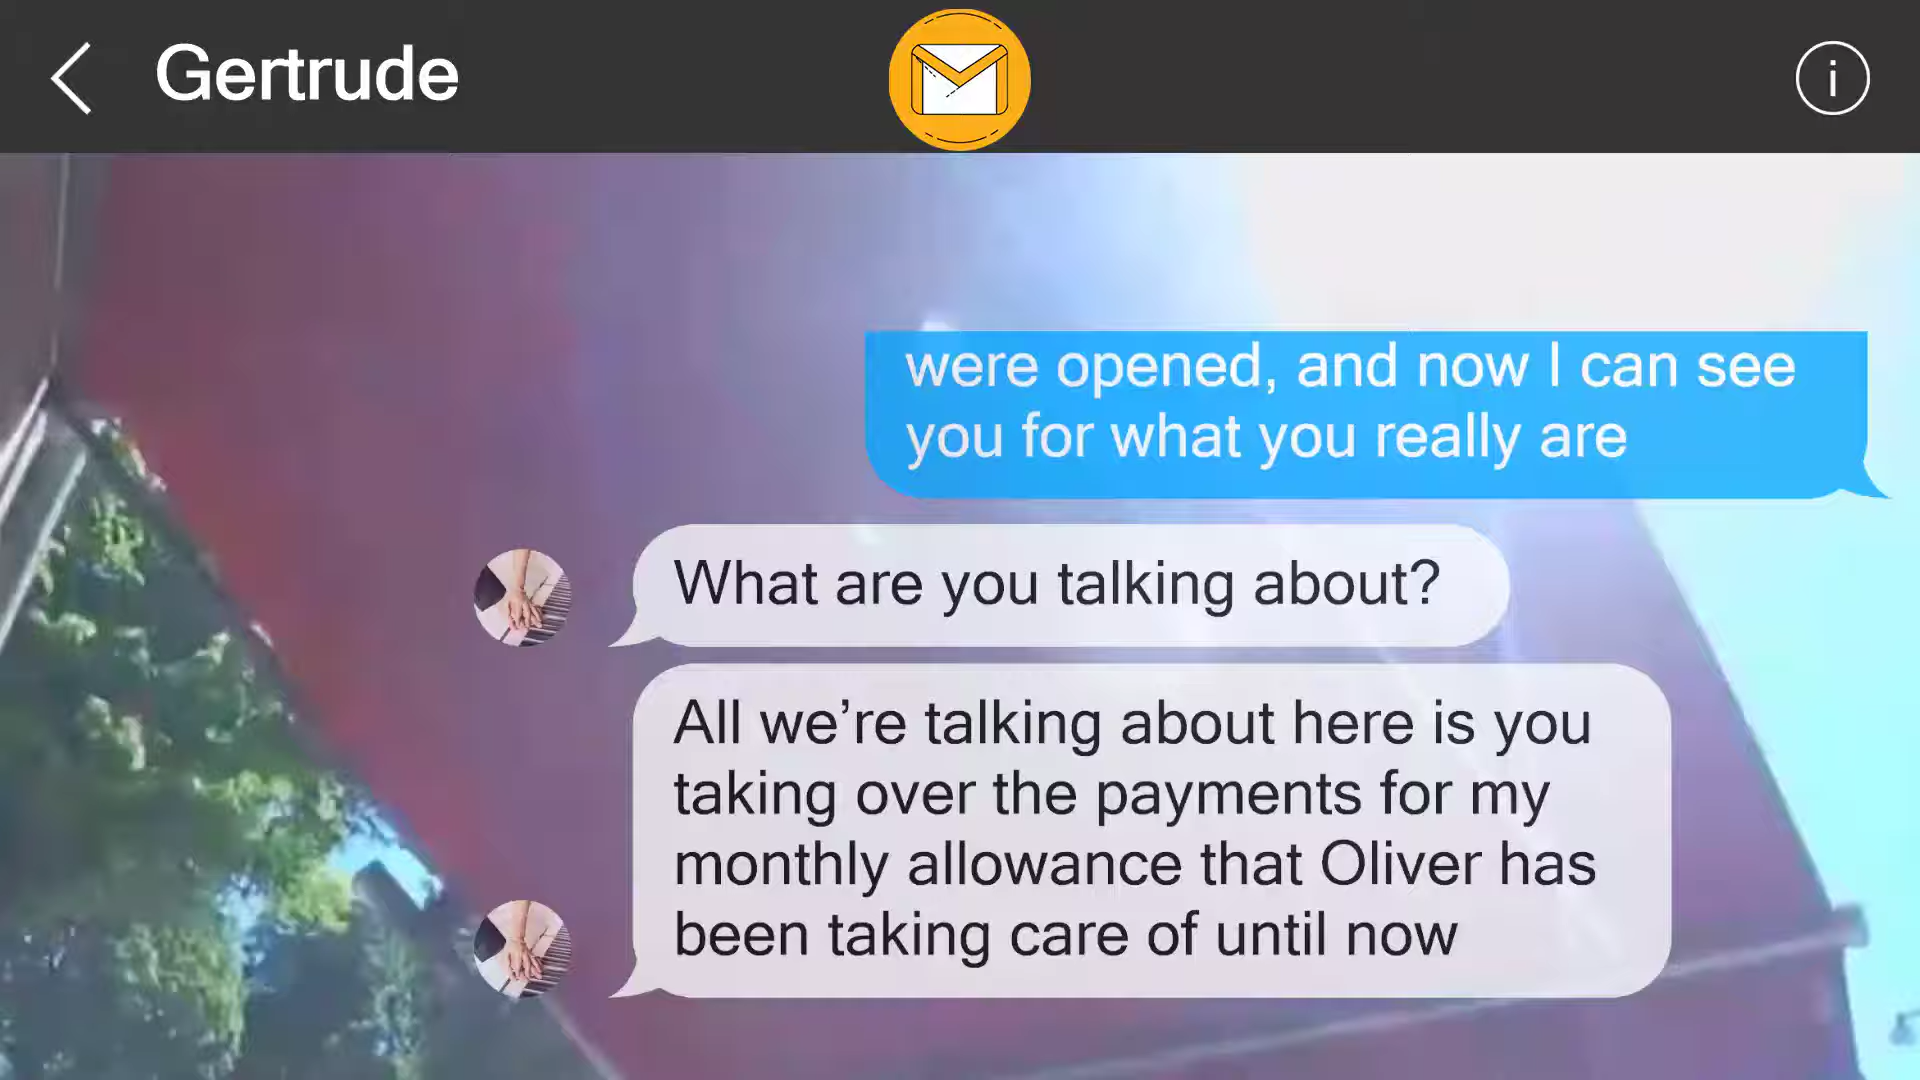 Gertrude
were opened, and now I can see
you for what you really are
What are you talking about?
All we’re talking about here is you
taking over the payments for my
monthly allowance that Oliver has
been taking care of until now